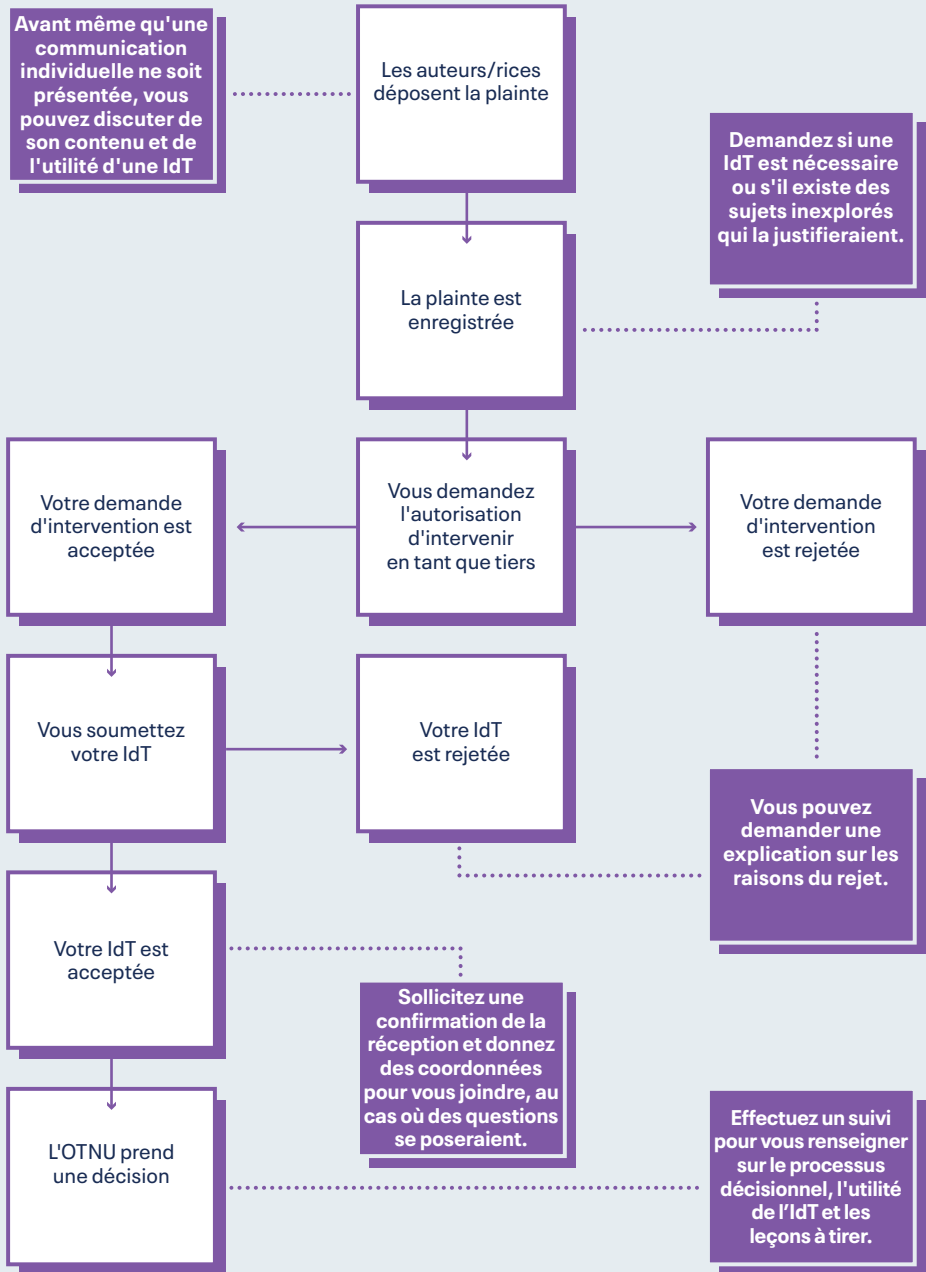 Avant même qu'une
communication
individuelle ne soit
présentée, vous
pouvez discuter de
son contenu et de
l'utilité d'une IdT
Les auteurs/rices
déposent la plainte
Demandez si une
IdT est nécessaire
ou s'il existe des
sujets inexplorés
qui la justifieraient.
La plainte est
enregistrée
Votre demande
d'intervention est
acceptée
Vous demandez
l'autorisation
d'intervenir
en tant que tiers
Votre demande
d'intervention
est rejetée
Vous soumettez
votre IdT
Votre IdT
est rejetée
Vous pouvez
demander une
explication sur les
raisons du rejet.
Votre IdT est
acceptée
Sollicitez une
confirmation de la
réception et donnez
des coordonnées
pour vous joindre, au
cas où des questions
se poseraient.
L'OTNU prend
une décision
Effectuez un suivi
pour vous renseigner
sur le processus
décisionnel, l'utilité
de l’IdT et les
leçons à tirer.